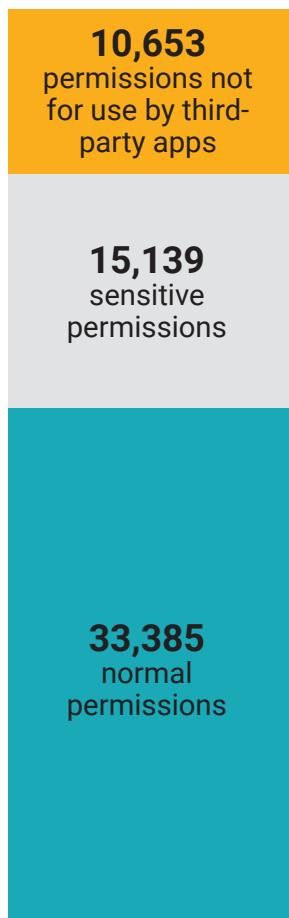 10,653
permissions not
for use by third-
party apps
15,139
sensitive
permissions
33,385
normal
permissions